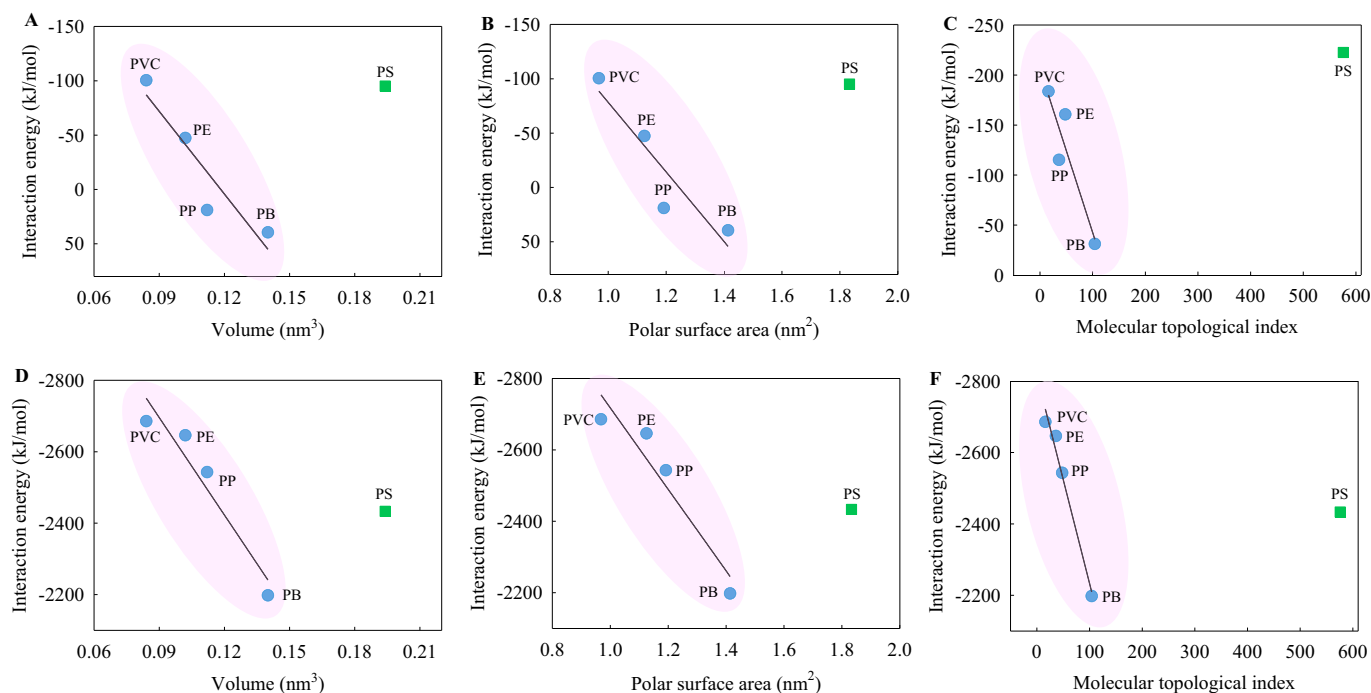 A
Interaction energy (kJ/mol)
-150
-100
-50
0
50
PVC
PE
PP
PB
PS
0.06 0.09 0.12 0.15 0.18 0.21
Volume (nm³)
B
Interaction energy (kJ/mol)
-150
-100
-50
0
50
PVC
PE
PP
PB
PS
0.8 1.0 1.2 1.4 1.6 1.8 2.0
Polar surface area (nm²)
C
Interaction energy (kJ/mol)
-250
-200
-150
-100
-50
0
PVC
PE
PP
PB
PS
0 100 200 300 400 500 600
Molecular topological index
D
Interaction energy (kJ/mol)
-2800
-2600
-2400
-2200
PVC
PE
PP
PB
PS
0.06 0.09 0.12 0.15 0.18 0.21
Volume (nm³)
E
Interaction energy (kJ/mol)
-2800
-2600
-2400
-2200
PVC
PE
PP
PB
PS
0.8 1.0 1.2 1.4 1.6 1.8 2.0
Polar surface area (nm²)
F
Interaction energy (kJ/mol)
-2800
-2600
-2400
-2200
PVC
PE
PP
PB
PS
0 100 200 300 400 500 600
Molecular topological index